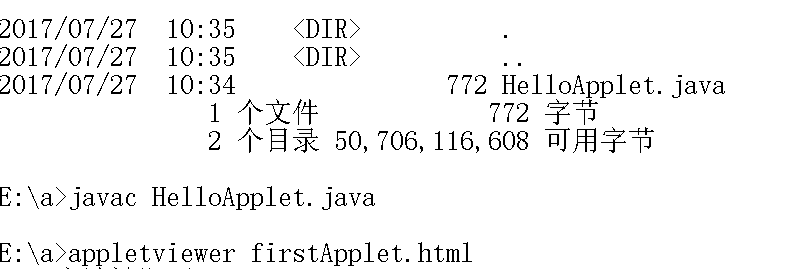 2017/07/27  10:35    <DIR>          .
2017/07/27  10:35    <DIR>          ..
2017/07/27  10:34               772 HelloApplet.java
               1 个文件            772 字节
               2 个目录 50,706,116,608 可用字节
E:\a>javac HelloApplet.java
E:\a>appletviewer firstApplet.html